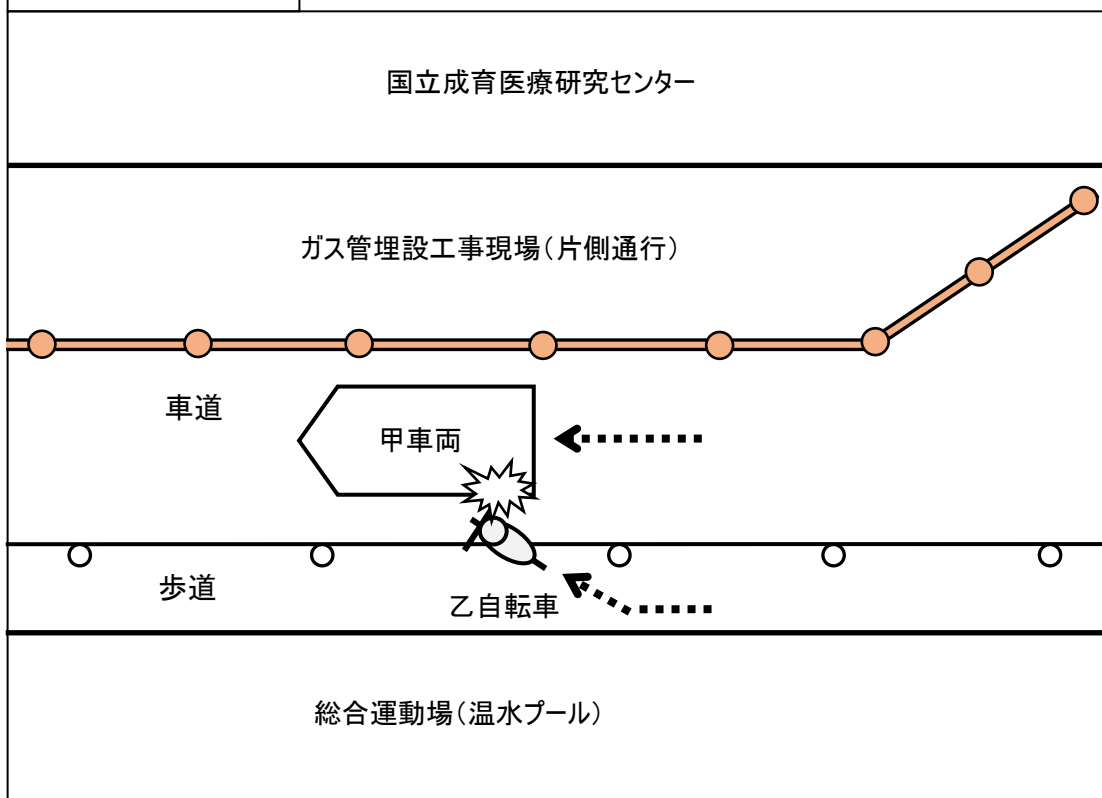 国立成育医療研究センター
ガス管埋設工事現場（片側通行）
車道
甲車両
歩道
乙自転車
総合運動場（温水プール）